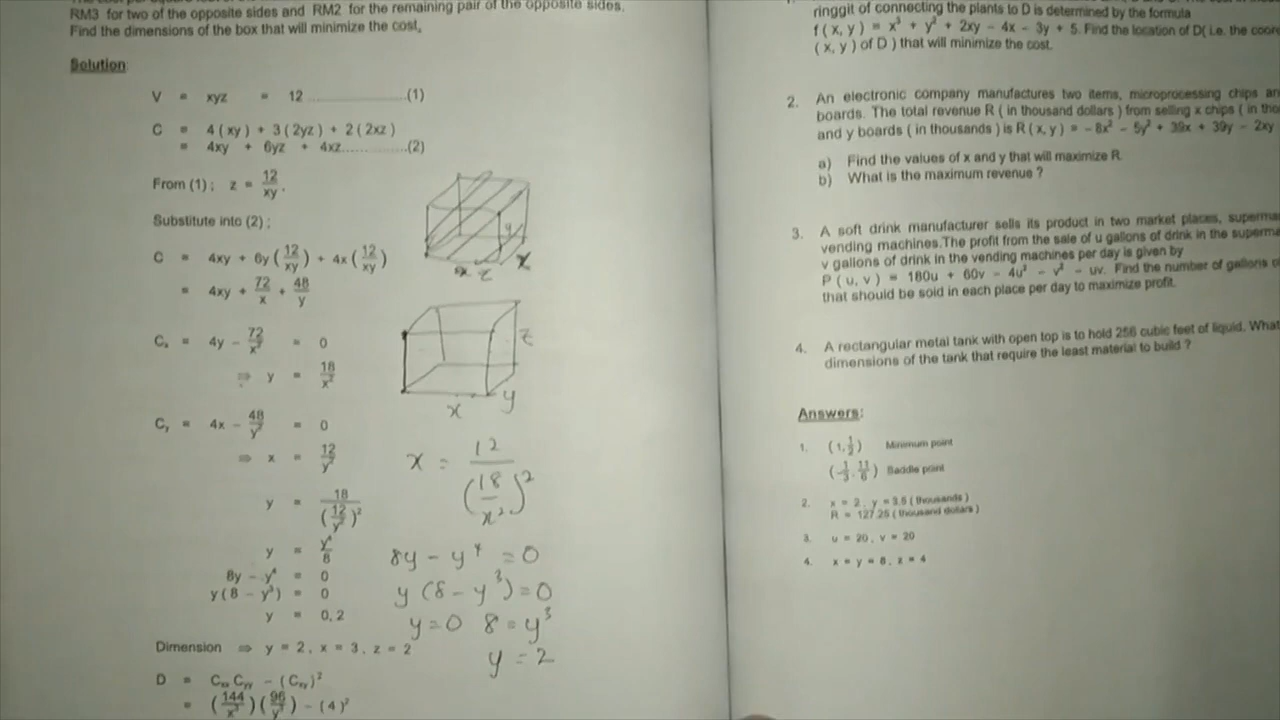 RM3 for two of the opposite sides and RM2 for the remaining pair of the opposite sides.
Find the dimensions of the box that will minimize the cost.
Solution:
V = xyz = 12 ........................(1)
C = 4 ( xy ) + 3 ( 2yz ) + 2 ( 2xz )
= 4xy + 6yz + 4xz...............(2)
From (1) ; z = 12/xy .
Substitute into (2) ;
C = 4xy + 6y ( 12/xy ) + 4x ( 12/xy )
= 4xy + 72/x + 48/y
Cₓ = 4y − 72/x² = 0
⇒ y = 18/x²
Cᵧ = 4x − 48/y² = 0
⇒ x = 12/y²
y = 18/(12/y²)²
y = y⁴/8
8y − y⁴ = 0
y ( 8 − y³ ) = 0
y = 0, 2
Dimension ⇒ y = 2 , x = 3 , z = 2
D = Cₓₓ Cᵧᵧ − ( Cₓᵧ )²
= ( 144/x³ ) ( 96/y³ ) − ( 4 )²
y
x z x
z
x y
x = 12/(18/x²)²
8y − y⁴ = 0
y (8 − y³) = 0
y = 0 8 = y³
y = 2
ringgit of connecting the plants to D is determined by the formula
f ( x, y ) = x³ + y² + 2xy − 4x − 3y + 5. Find the location of D( i.e. the
( x, y ) of D ) that will minimize the cost.
2. An electronic company manufactures two items, microprocessing chips
boards. The total revenue R ( in thousand dollars ) from selling x chips ( in
and y boards ( in thousands ) is R ( x, y ) = − 8x² − 5y² + 39x + 39y − 2xy
a) Find the values of x and y that will maximize R.
b) What is the maximum revenue ?
3. A soft drink manufacturer sells its product in two market places,
vending machines.The profit from the sale of u gallons of drink in the
v gallons of drink in the vending machines per day is given by
P ( u, v ) = 180u + 60v − 4u² − v² − uv. Find the number of gallons
that should be sold in each place per day to maximize profit.
4. A rectangular metal tank with open top is to hold 256 cubic feet of liquid. What
dimensions of the tank that require the least material to build ?
Answers:
1. ( 1, 1/2 ) Minimum point
( −1/3, 11/6 ) Saddle point
2. x = 2 , y = 3.5 ( thousands )
R = 127.25 ( thousand dollars )
3. u = 20 , v = 20
4. x = y = 8 , z = 4